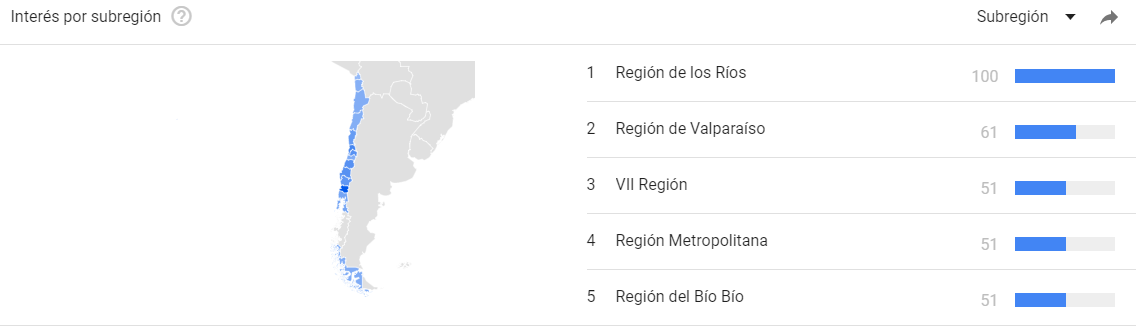 Interés por subregión ?
Subregión
1 Región de los Ríos 100
2 Región de Valparaíso 61
3 VII Región 51
4 Región Metropolitana 51
5 Región del Bío Bío 51